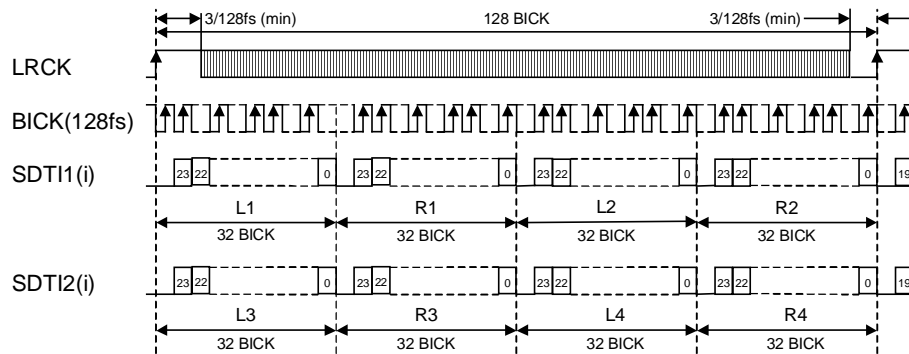 3/128fs (min) 128 BICK 3/128fs (min)
LRCK
BICK(128fs)
SDTI1(i) 23 22 0 23 22 0 23 22 0 23 22 0 19
L1 R1 L2 R2
32 BICK 32 BICK 32 BICK 32 BICK
SDTI2(i) 23 22 0 23 22 0 23 22 0 23 22 0 19
L3 R3 L4 R4
32 BICK 32 BICK 32 BICK 32 BICK